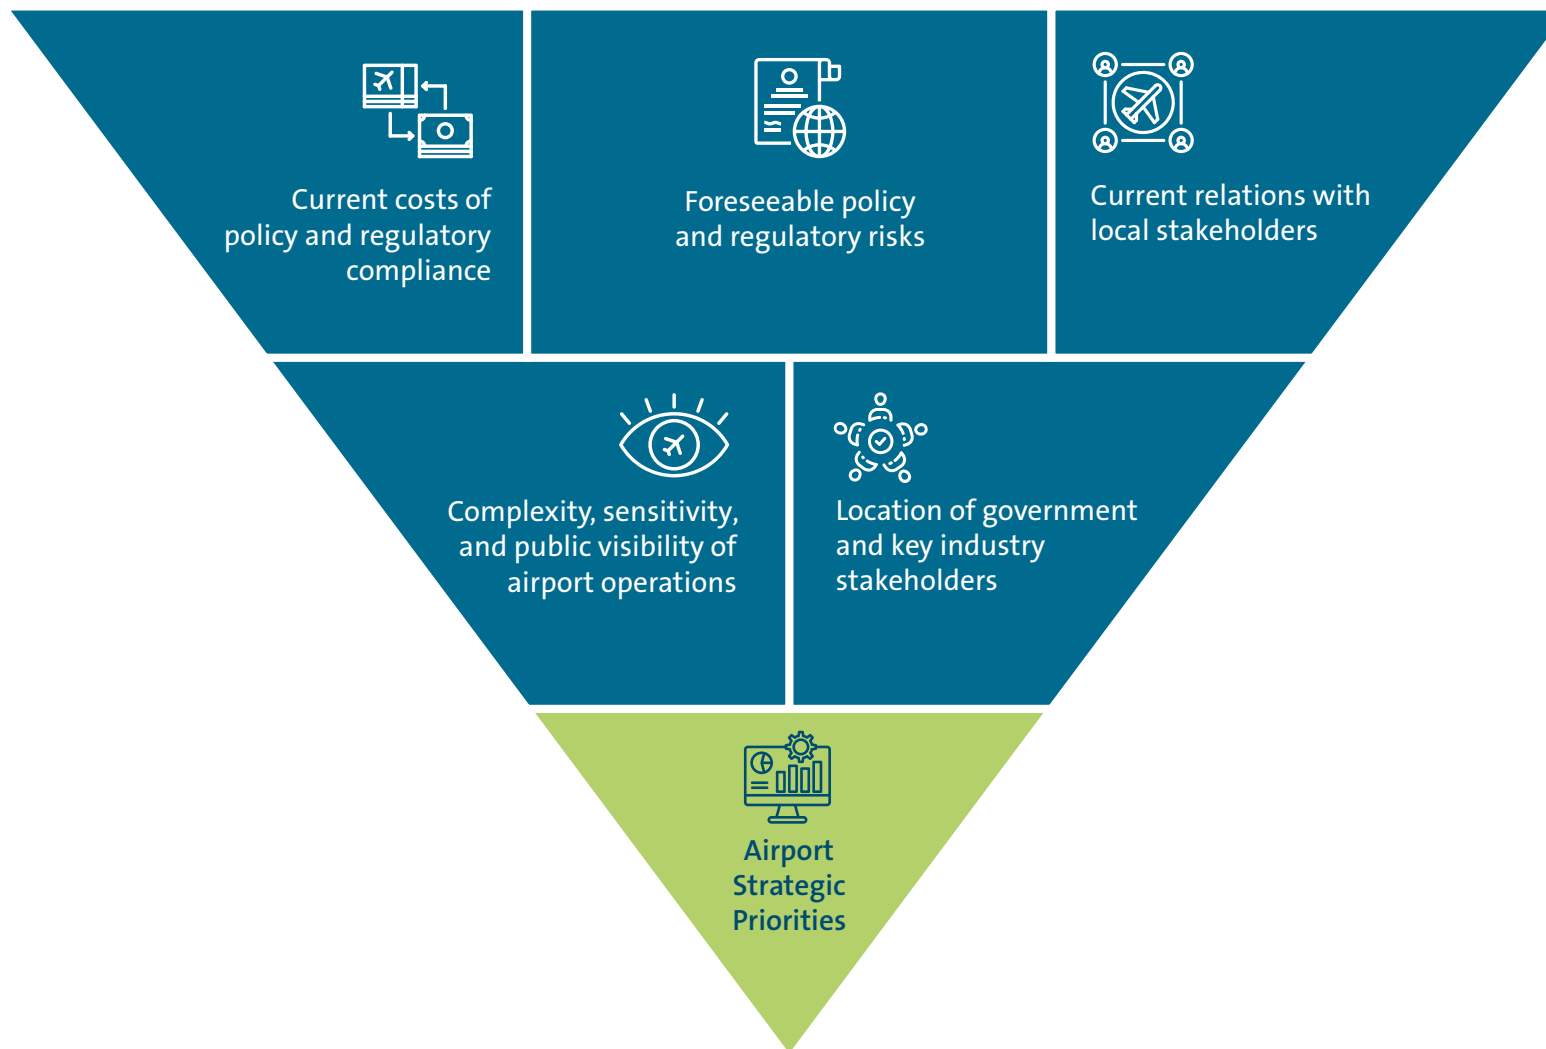 Current costs of
policy and regulatory
compliance
Foreseeable policy
and regulatory risks
Current relations with
local stakeholders
Complexity, sensitivity,
and public visibility of
airport operations
Location of government
and key industry
stakeholders
Airport
Strategic
Priorities